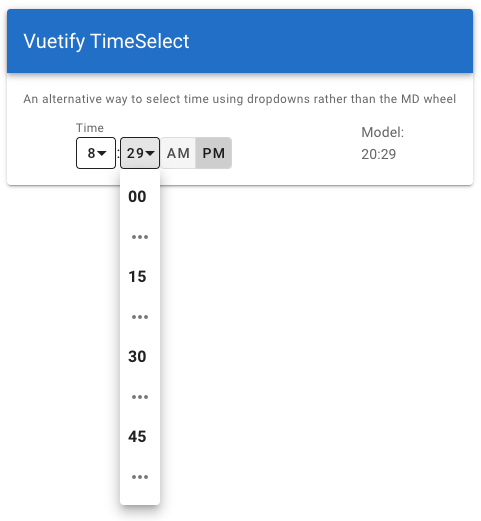 Vuetify TimeSelect
An alternative way to select time using dropdowns rather than the MD wheel
Time
8 : 29 AM PM
Model:
20:29
00
•••
15
•••
30
•••
45
•••